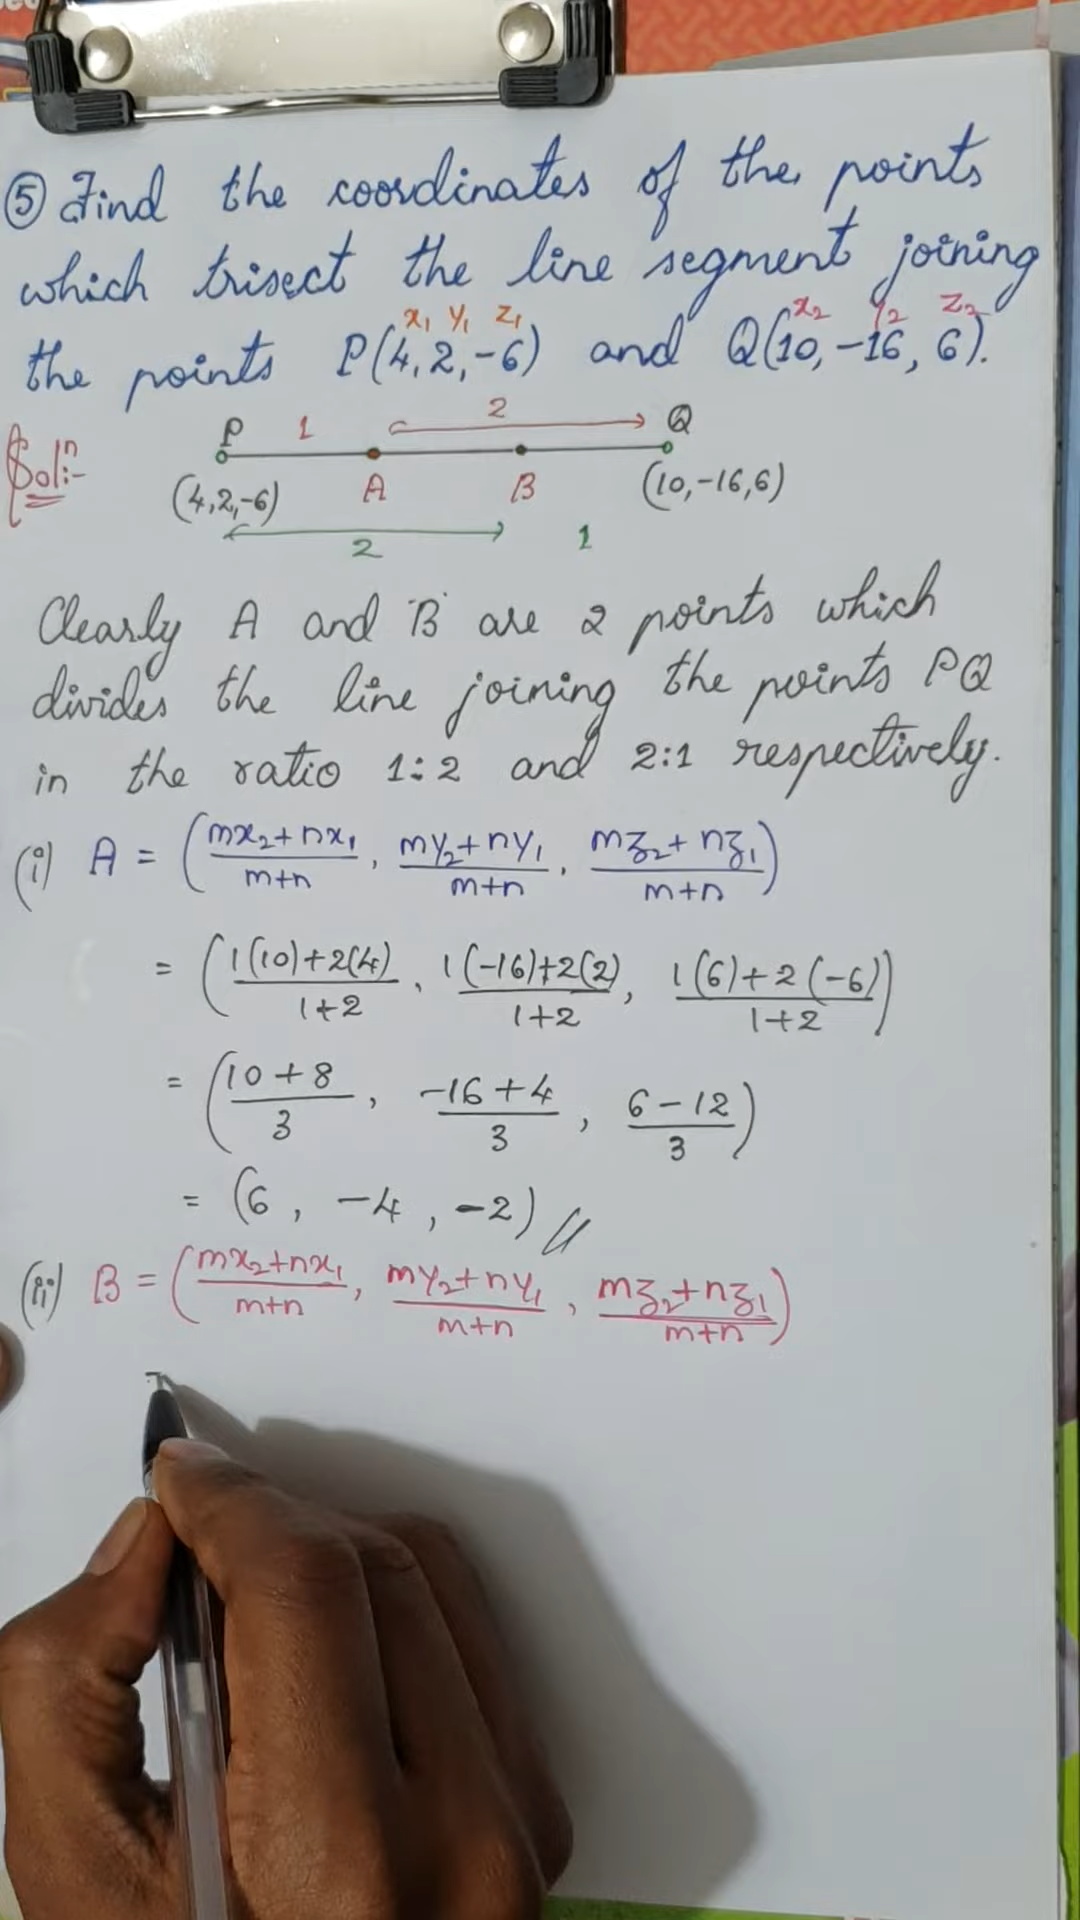 ⑤ Find the coordinates of the points
which trisect the line segment joining
x₁ y₁ z₁ x₂ y₂ z₂
the points P(4, 2, -6) and Q(10, -16, 6).
Solⁿ:-
P 1 2 Q
(4,2,-6) A B (10,-16,6)
2 1
Clearly A and 'B' are 2 points which
divides the line joining the points PQ
in the ratio 1:2 and 2:1 respectively.
(i) A = ((mx₂+nx₁)/(m+n), (my₂+ny₁)/(m+n), (mz₂+nz₁)/(m+n))
= ((1(10)+2(4))/(1+2), (1(-16)+2(2))/(1+2), (1(6)+2(-6))/(1+2))
= ((10+8)/3, (-16+4)/3, (6-12)/3)
= (6, -4, -2)//
(ii) B = ((mx₂+nx₁)/(m+n), (my₂+ny₁)/(m+n), (mz₂+nz₁)/(m+n))